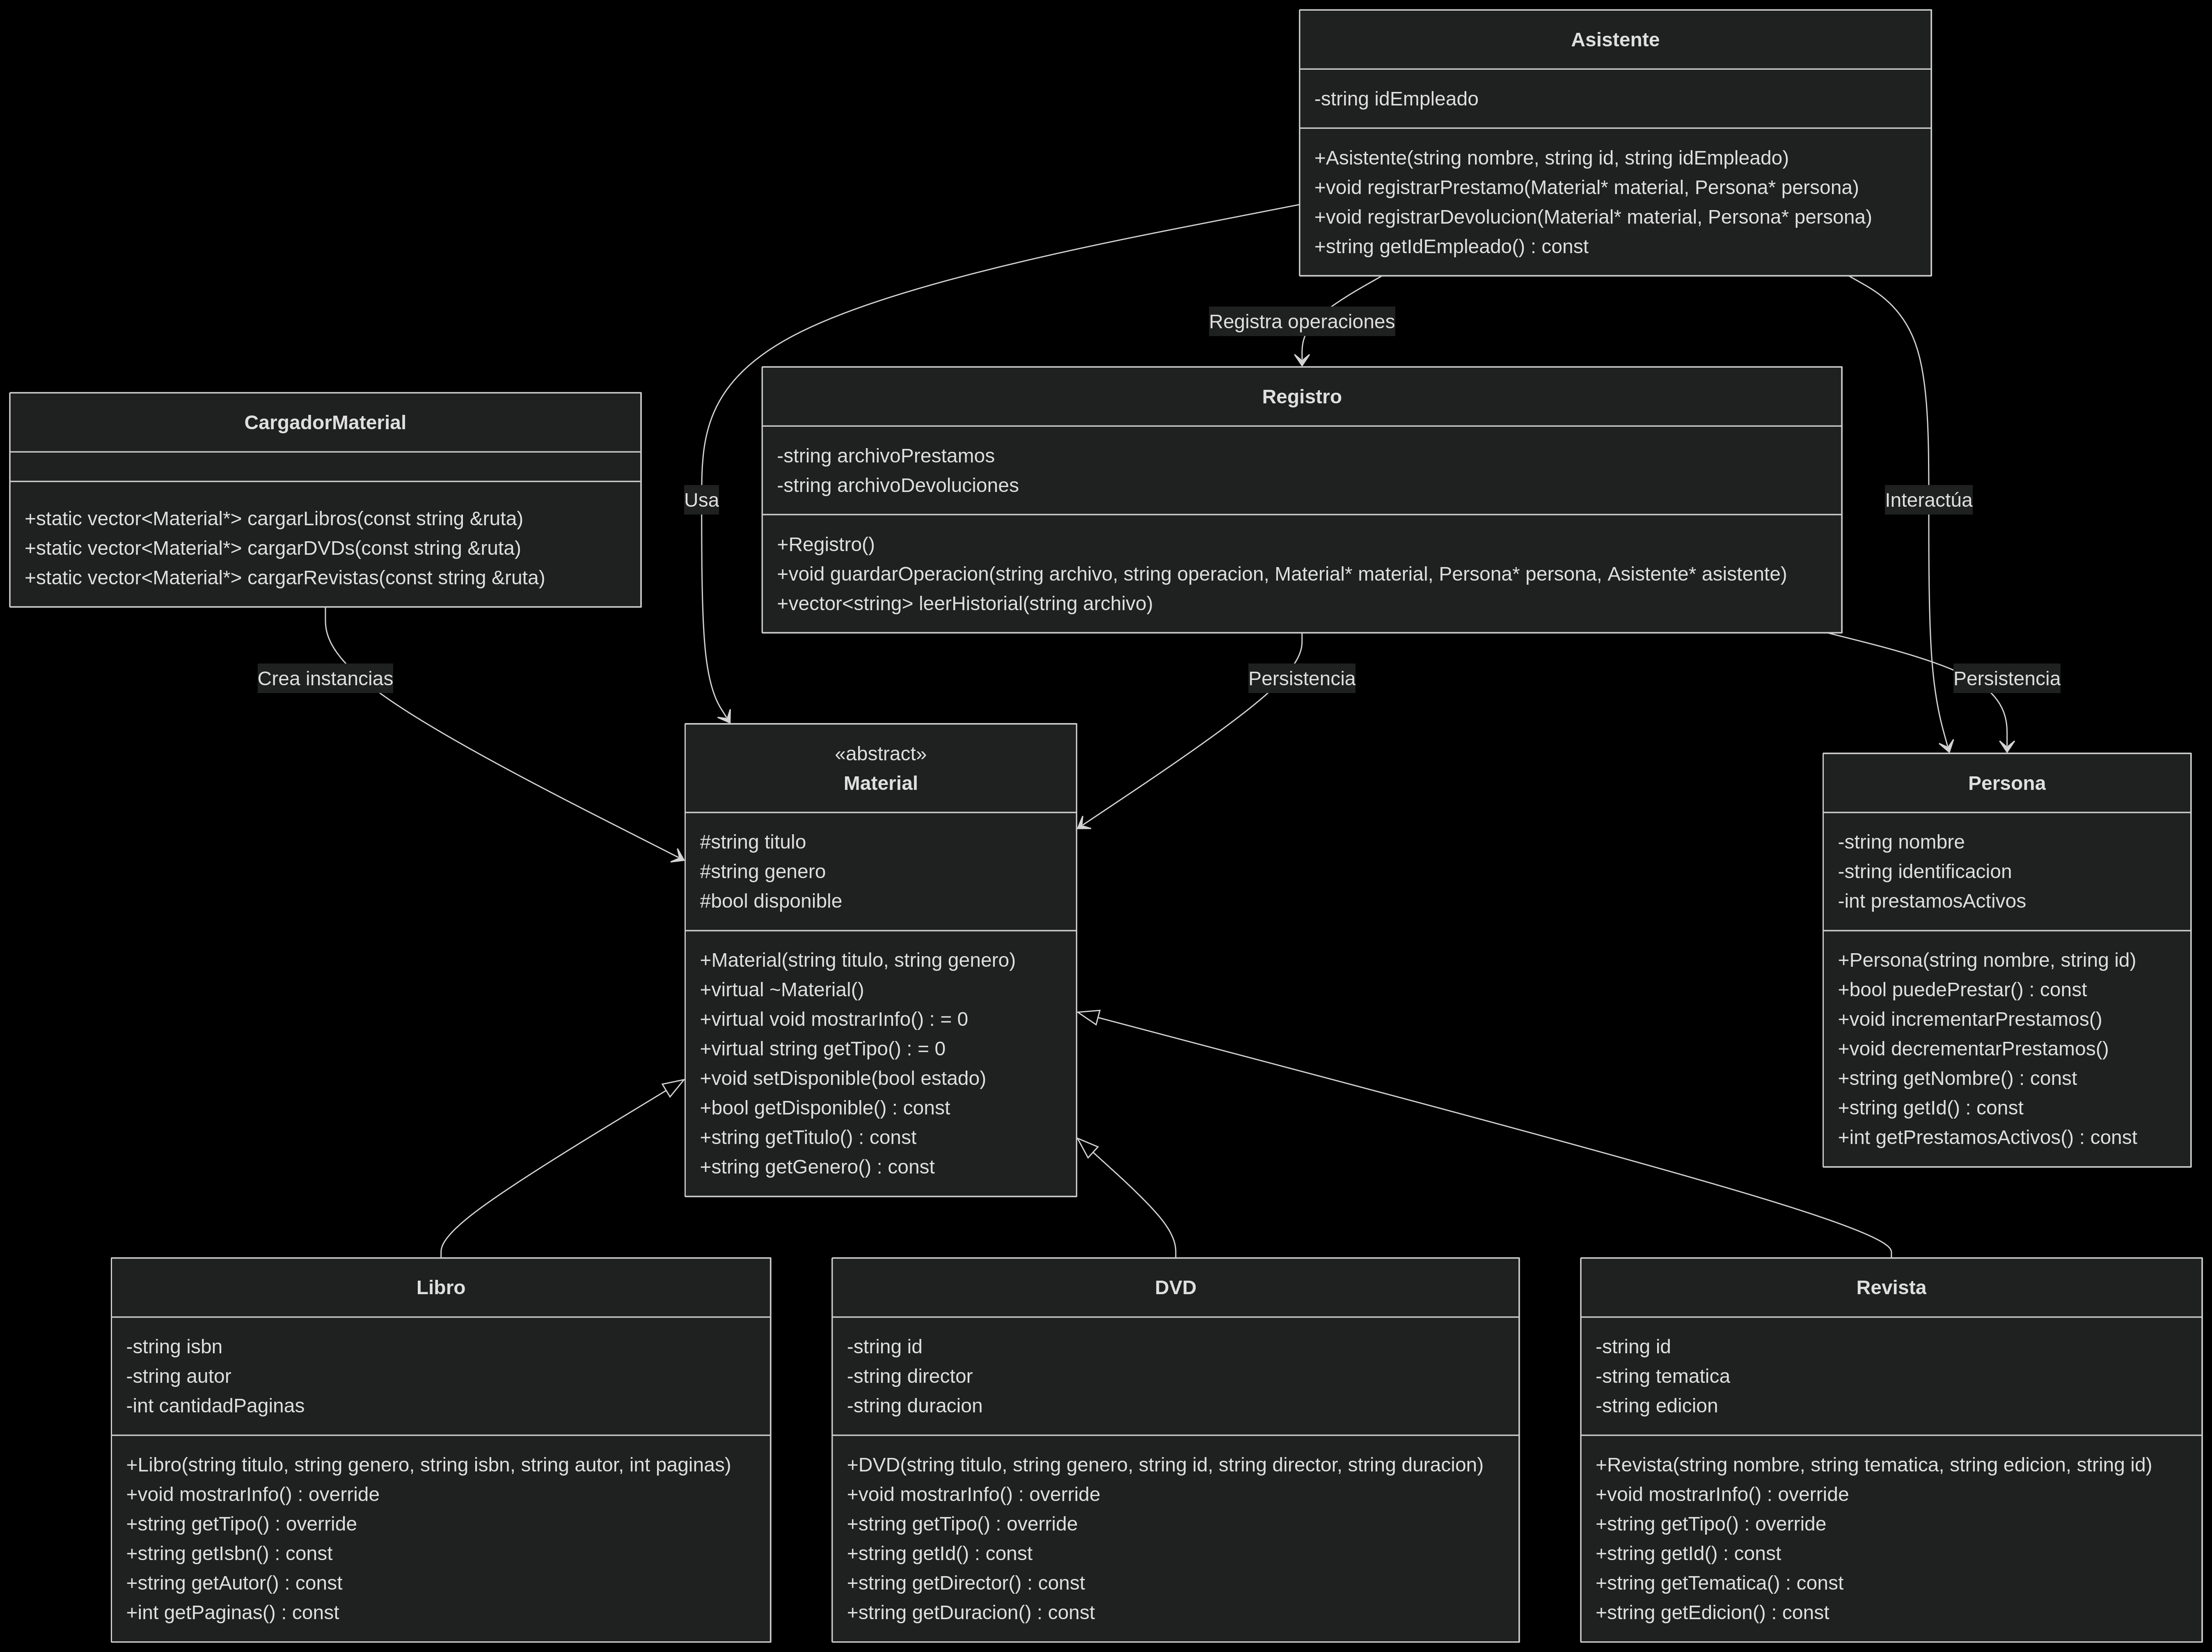 Asistente
-string idEmpleado
+Asistente(string nombre, string id, string idEmpleado)
+void registrarPrestamo(Material* material, Persona* persona)
+void registrarDevolucion(Material* material, Persona* persona)
+string getIdEmpleado() : const
Registra operaciones
Usa
Interactúa
CargadorMaterial
+static vector<Material*> cargarLibros(const string &ruta)
+static vector<Material*> cargarDVDs(const string &ruta)
+static vector<Material*> cargarRevistas(const string &ruta)
Registro
-string archivoPrestamos
-string archivoDevoluciones
+Registro()
+void guardarOperacion(string archivo, string operacion, Material* material, Persona* persona, Asistente* asistente)
+vector<string> leerHistorial(string archivo)
Crea instancias
Persistencia
Persistencia
«abstract»
Material
#string titulo
#string genero
#bool disponible
+Material(string titulo, string genero)
+virtual ~Material()
+virtual void mostrarInfo() : = 0
+virtual string getTipo() : = 0
+void setDisponible(bool estado)
+bool getDisponible() : const
+string getTitulo() : const
+string getGenero() : const
Persona
-string nombre
-string identificacion
-int prestamosActivos
+Persona(string nombre, string id)
+bool puedePrestar() : const
+void incrementarPrestamos()
+void decrementarPrestamos()
+string getNombre() : const
+string getId() : const
+int getPrestamosActivos() : const
Libro
-string isbn
-string autor
-int cantidadPaginas
+Libro(string titulo, string genero, string isbn, string autor, int paginas)
+void mostrarInfo() : override
+string getTipo() : override
+string getIsbn() : const
+string getAutor() : const
+int getPaginas() : const
DVD
-string id
-string director
-string duracion
+DVD(string titulo, string genero, string id, string director, string duracion)
+void mostrarInfo() : override
+string getTipo() : override
+string getId() : const
+string getDirector() : const
+string getDuracion() : const
Revista
-string id
-string tematica
-string edicion
+Revista(string nombre, string tematica, string edicion, string id)
+void mostrarInfo() : override
+string getTipo() : override
+string getId() : const
+string getTematica() : const
+string getEdicion() : const